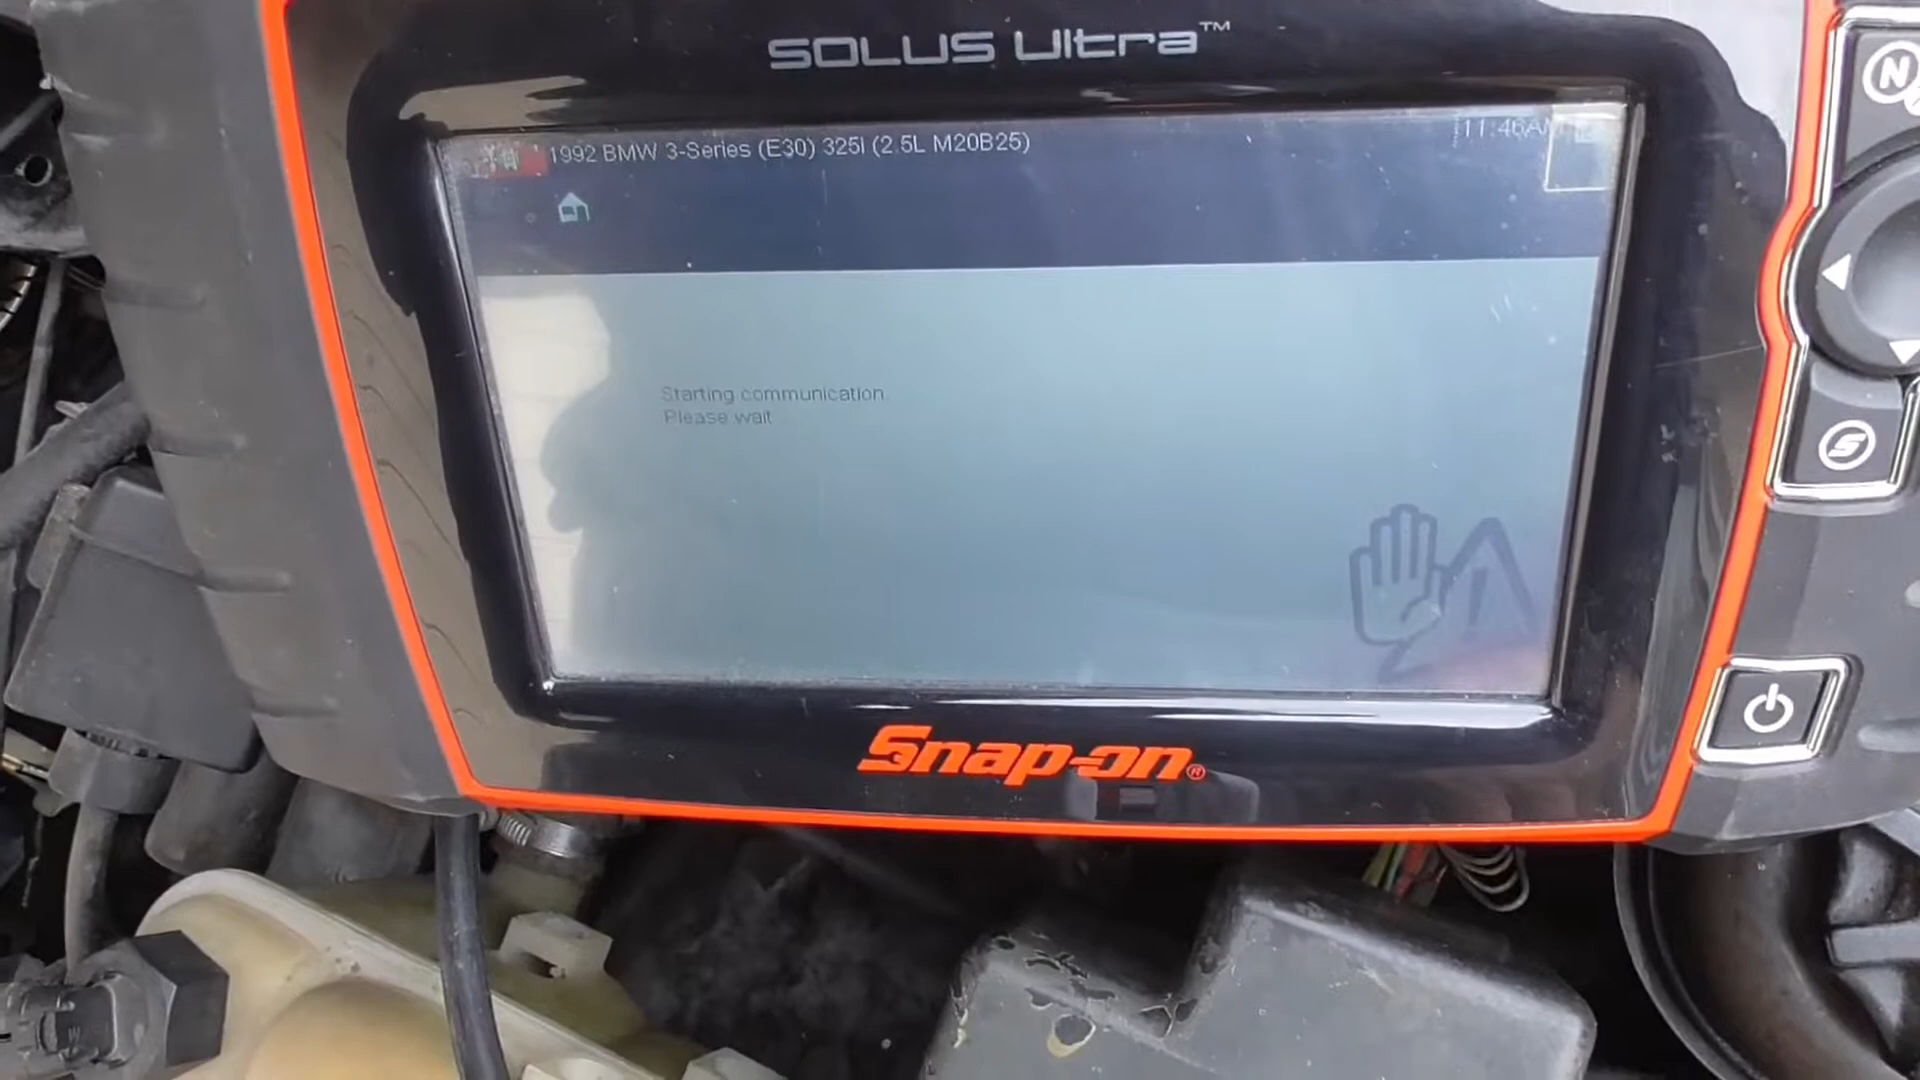 SOLUS Ultra™
1992 BMW 3-Series (E30) 325I (2.5L M20B25)
11:46AM
Starting communication
Please wait
Snap-on®
N
S